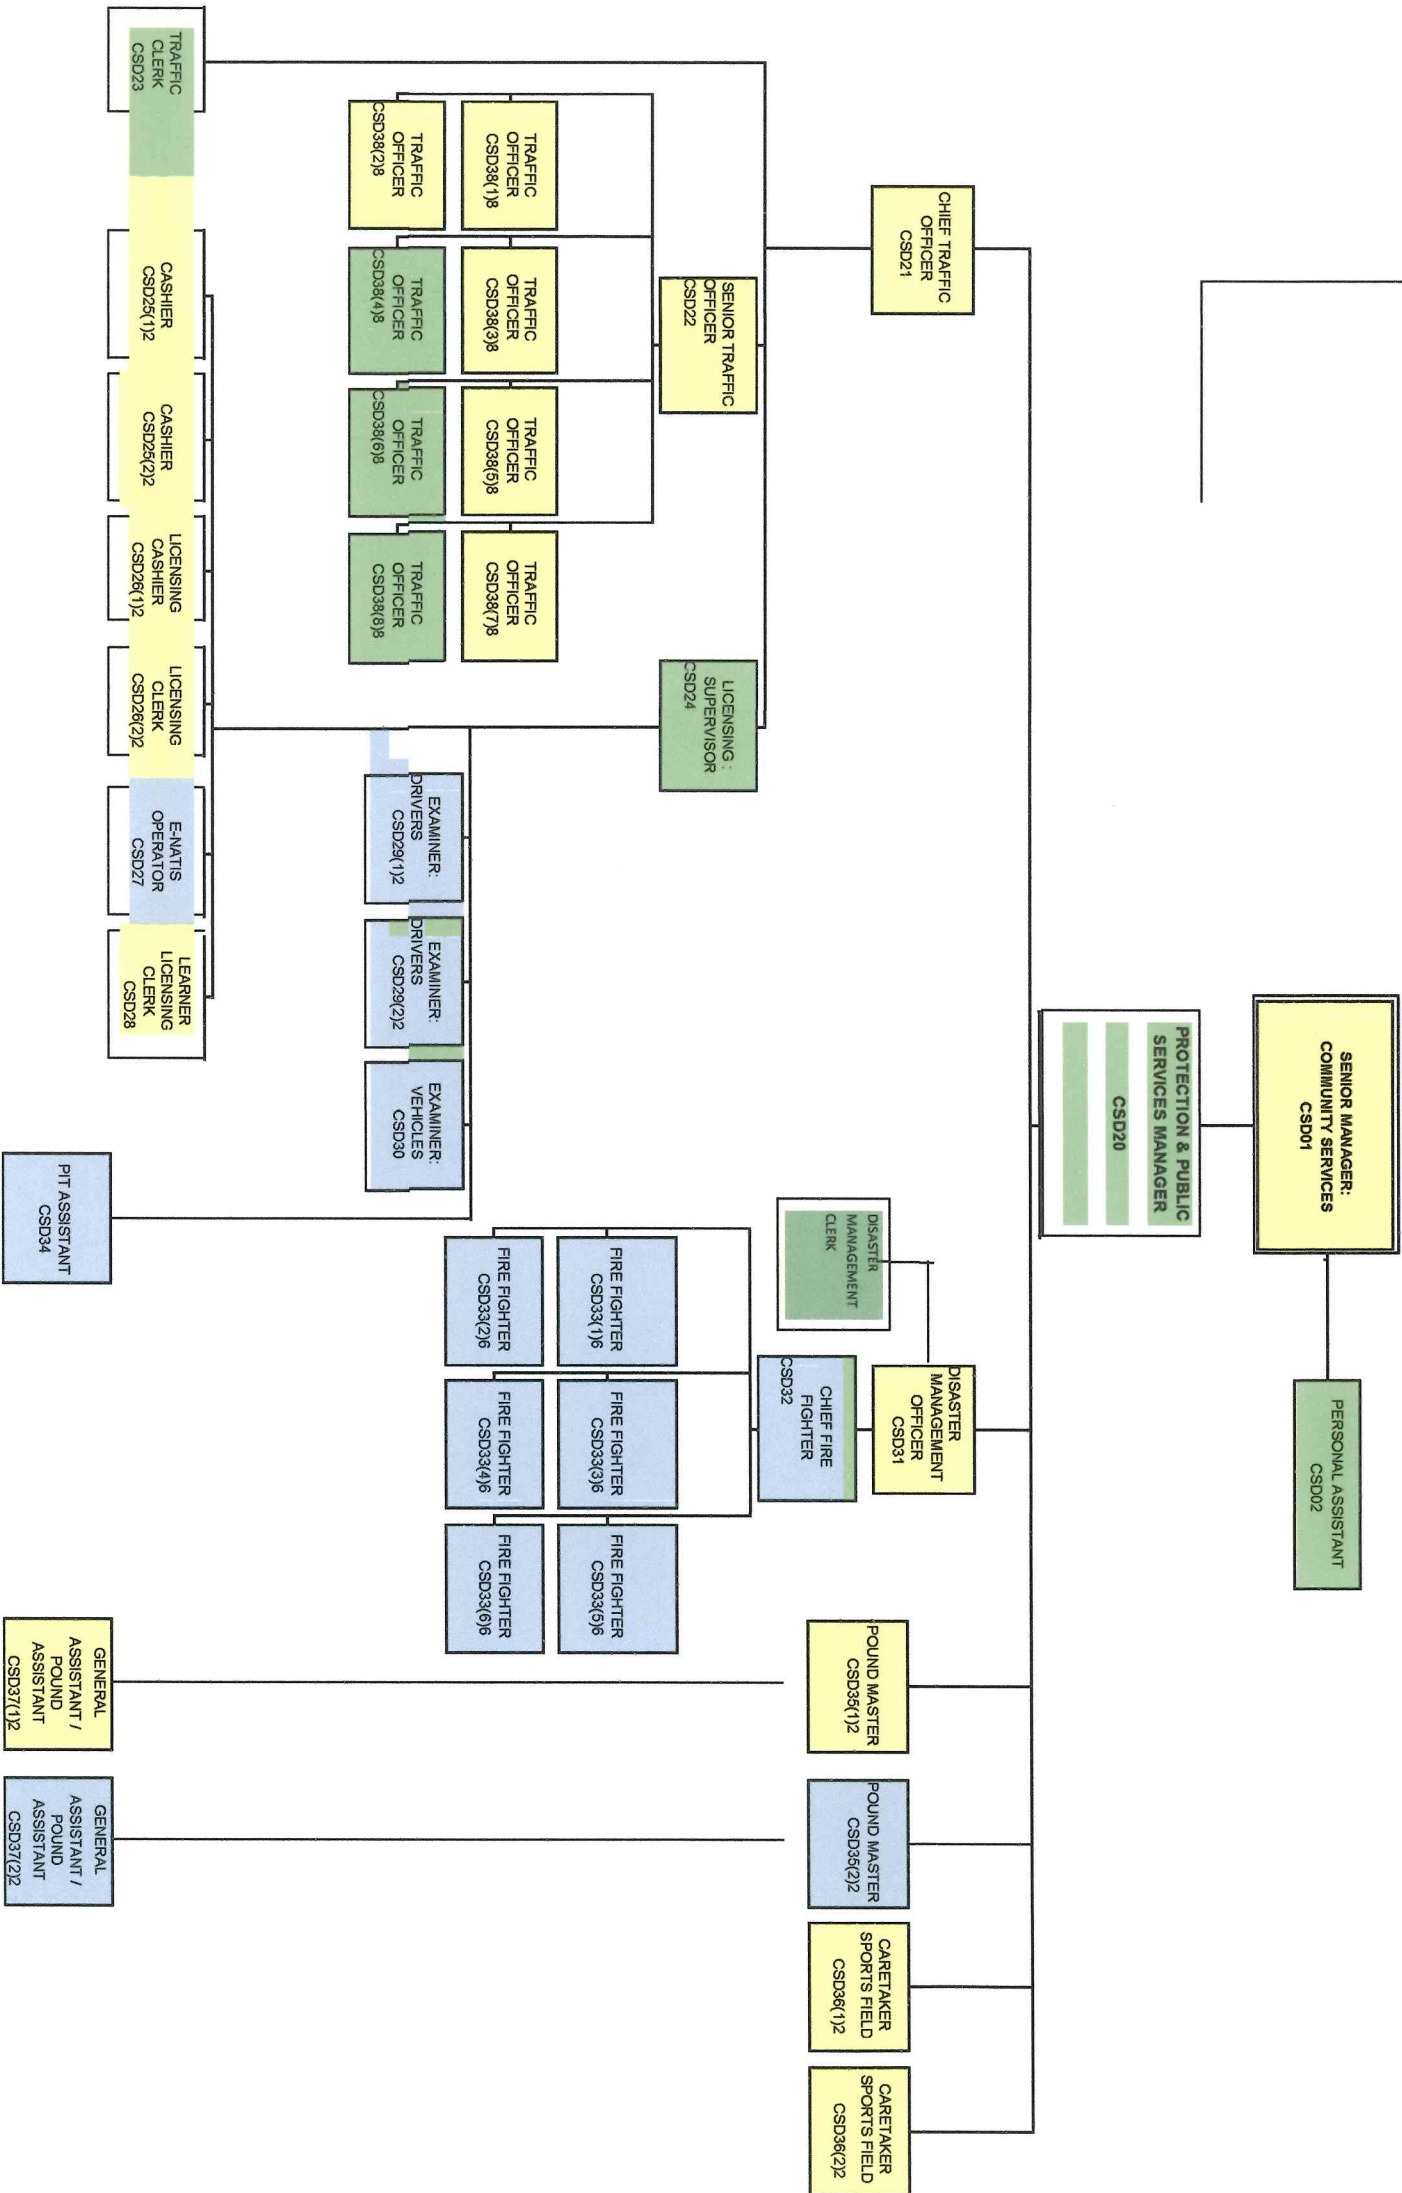 SENIOR MANAGER:
COMMUNITY SERVICES
CSD01
PERSONAL ASSISTANT
CSD02
PROTECTION & PUBLIC
SERVICES MANAGER
CSD20
CHIEF TRAFFIC
OFFICER
CSD21
DISASTER
MANAGEMENT
OFFICER
CSD31
POUND MASTER
CSD35(1)2
POUND MASTER
CSD35(2)2
CARETAKER
SPORTS FIELD
CSD36(1)2
CARETAKER
SPORTS FIELD
CSD36(2)2
DISASTER
MANAGEMENT
CLERK
CHIEF FIRE
FIGHTER
CSD32
SENIOR TRAFFIC
OFFICER
CSD22
LICENSING :
SUPERVISOR
CSD24
TRAFFIC
OFFICER
CSD38(1)8
TRAFFIC
OFFICER
CSD38(3)8
TRAFFIC
OFFICER
CSD38(5)8
TRAFFIC
OFFICER
CSD38(7)8
FIRE FIGHTER
CSD33(1)6
FIRE FIGHTER
CSD33(3)6
FIRE FIGHTER
CSD33(5)6
TRAFFIC
OFFICER
CSD38(2)8
TRAFFIC
OFFICER
CSD38(4)8
TRAFFIC
OFFICER
CSD38(6)8
TRAFFIC
OFFICER
CSD38(8)8
EXAMINER:
DRIVERS
CSD29(1)2
EXAMINER:
DRIVERS
CSD29(2)2
EXAMINER:
VEHICLES
CSD30
FIRE FIGHTER
CSD33(2)6
FIRE FIGHTER
CSD33(4)6
FIRE FIGHTER
CSD33(6)6
TRAFFIC
CLERK
CSD23
CASHIER
CSD25(1)2
CASHIER
CSD25(2)2
LICENSING
CASHIER
CSD26(1)2
LICENSING
CLERK
CSD26(2)2
E-NATIS
OPERATOR
CSD27
LEARNER
LICENSING
CLERK
CSD28
PIT ASSISTANT
CSD34
GENERAL
ASSISTANT /
POUND
ASSISTANT
CSD37(1)2
GENERAL
ASSISTANT /
POUND
ASSISTANT
CSD37(2)2